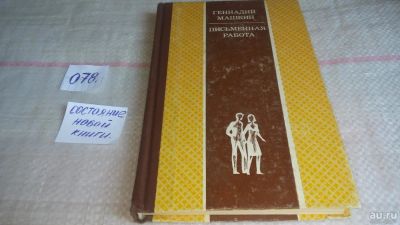 ГЕННАДИЙ
МАШКИН
ПИСЬМЕННАЯ
РАБОТА
078.
СОСТОЯНИЕ
НОВОЙ
КНИГИ.
au.ru